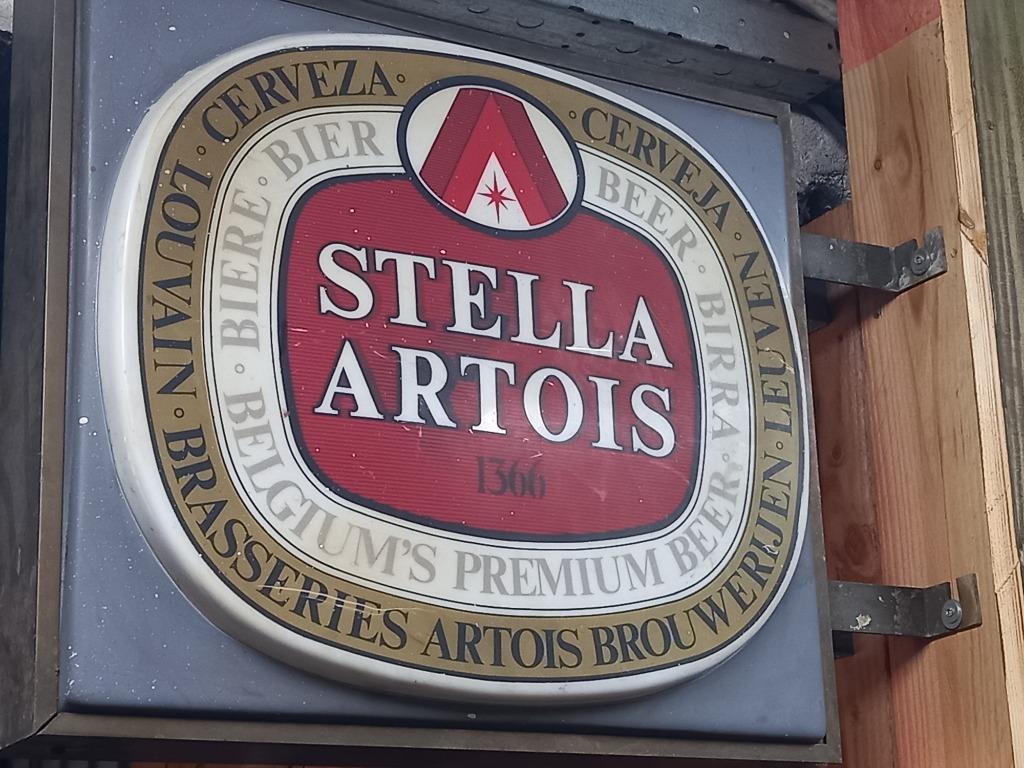 CERVEZA · CERVEJA · LEUVEN ·
LOUVAIN · BRASSERIES ARTOIS BROUWERIJEN
BIERE · BIER
BEER · BIRRA ·
BELGIUM'S PREMIUM BEER
STELLA
ARTOIS
1366